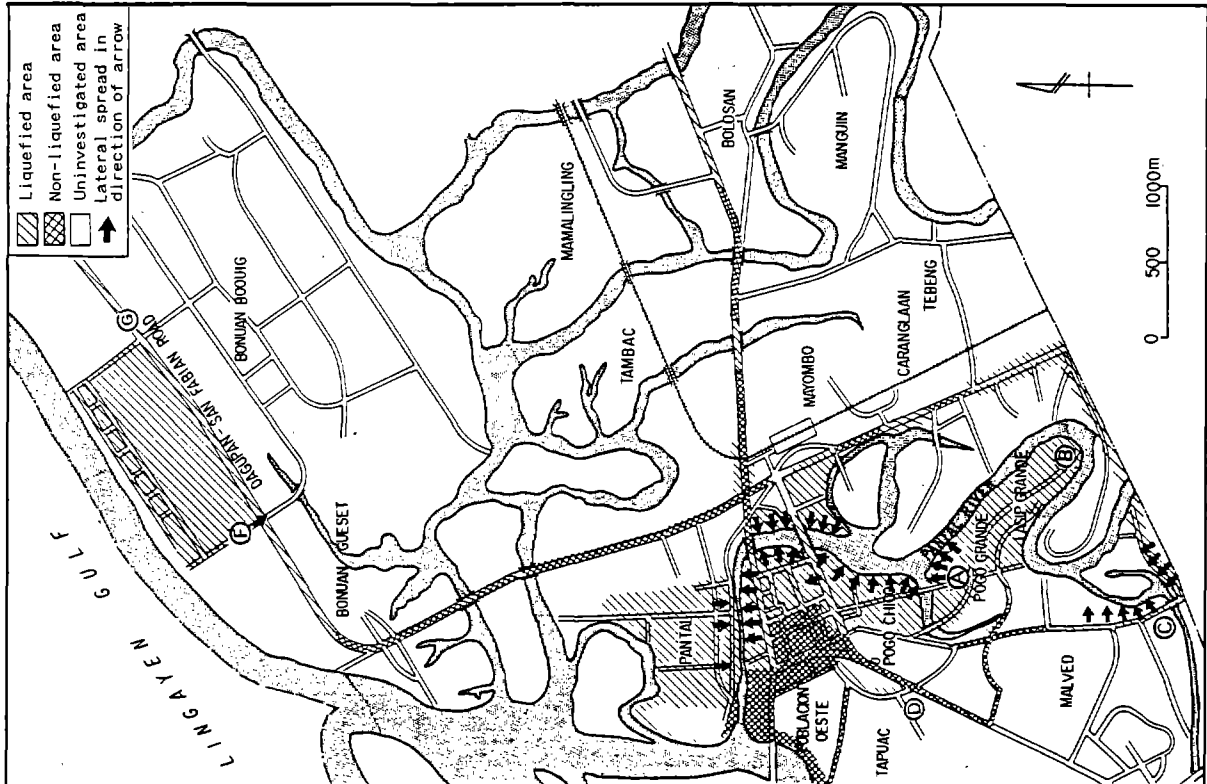 Liquefied area
Non-liquefied area
Uninvestigated area
Lateral spread in
direction of arrow
LINGAYEN GULF
G
DAGUPAN-SAN FABIAN ROAD
BONUAN BOQUIG
F
BONUAN GUESET
MAMALINGLING
TAMBAC
BOLOSAN
MANGUIN
PANTAL
MAYOMBO
CARANGLAAN
TEBENG
POBLACION
OESTE
TAPUAC
D
POGO CHICO
A
POGO GRANDE
PANTAL RIVER
LASIP GRANDE
B
MALVED
C
0 500 1000m